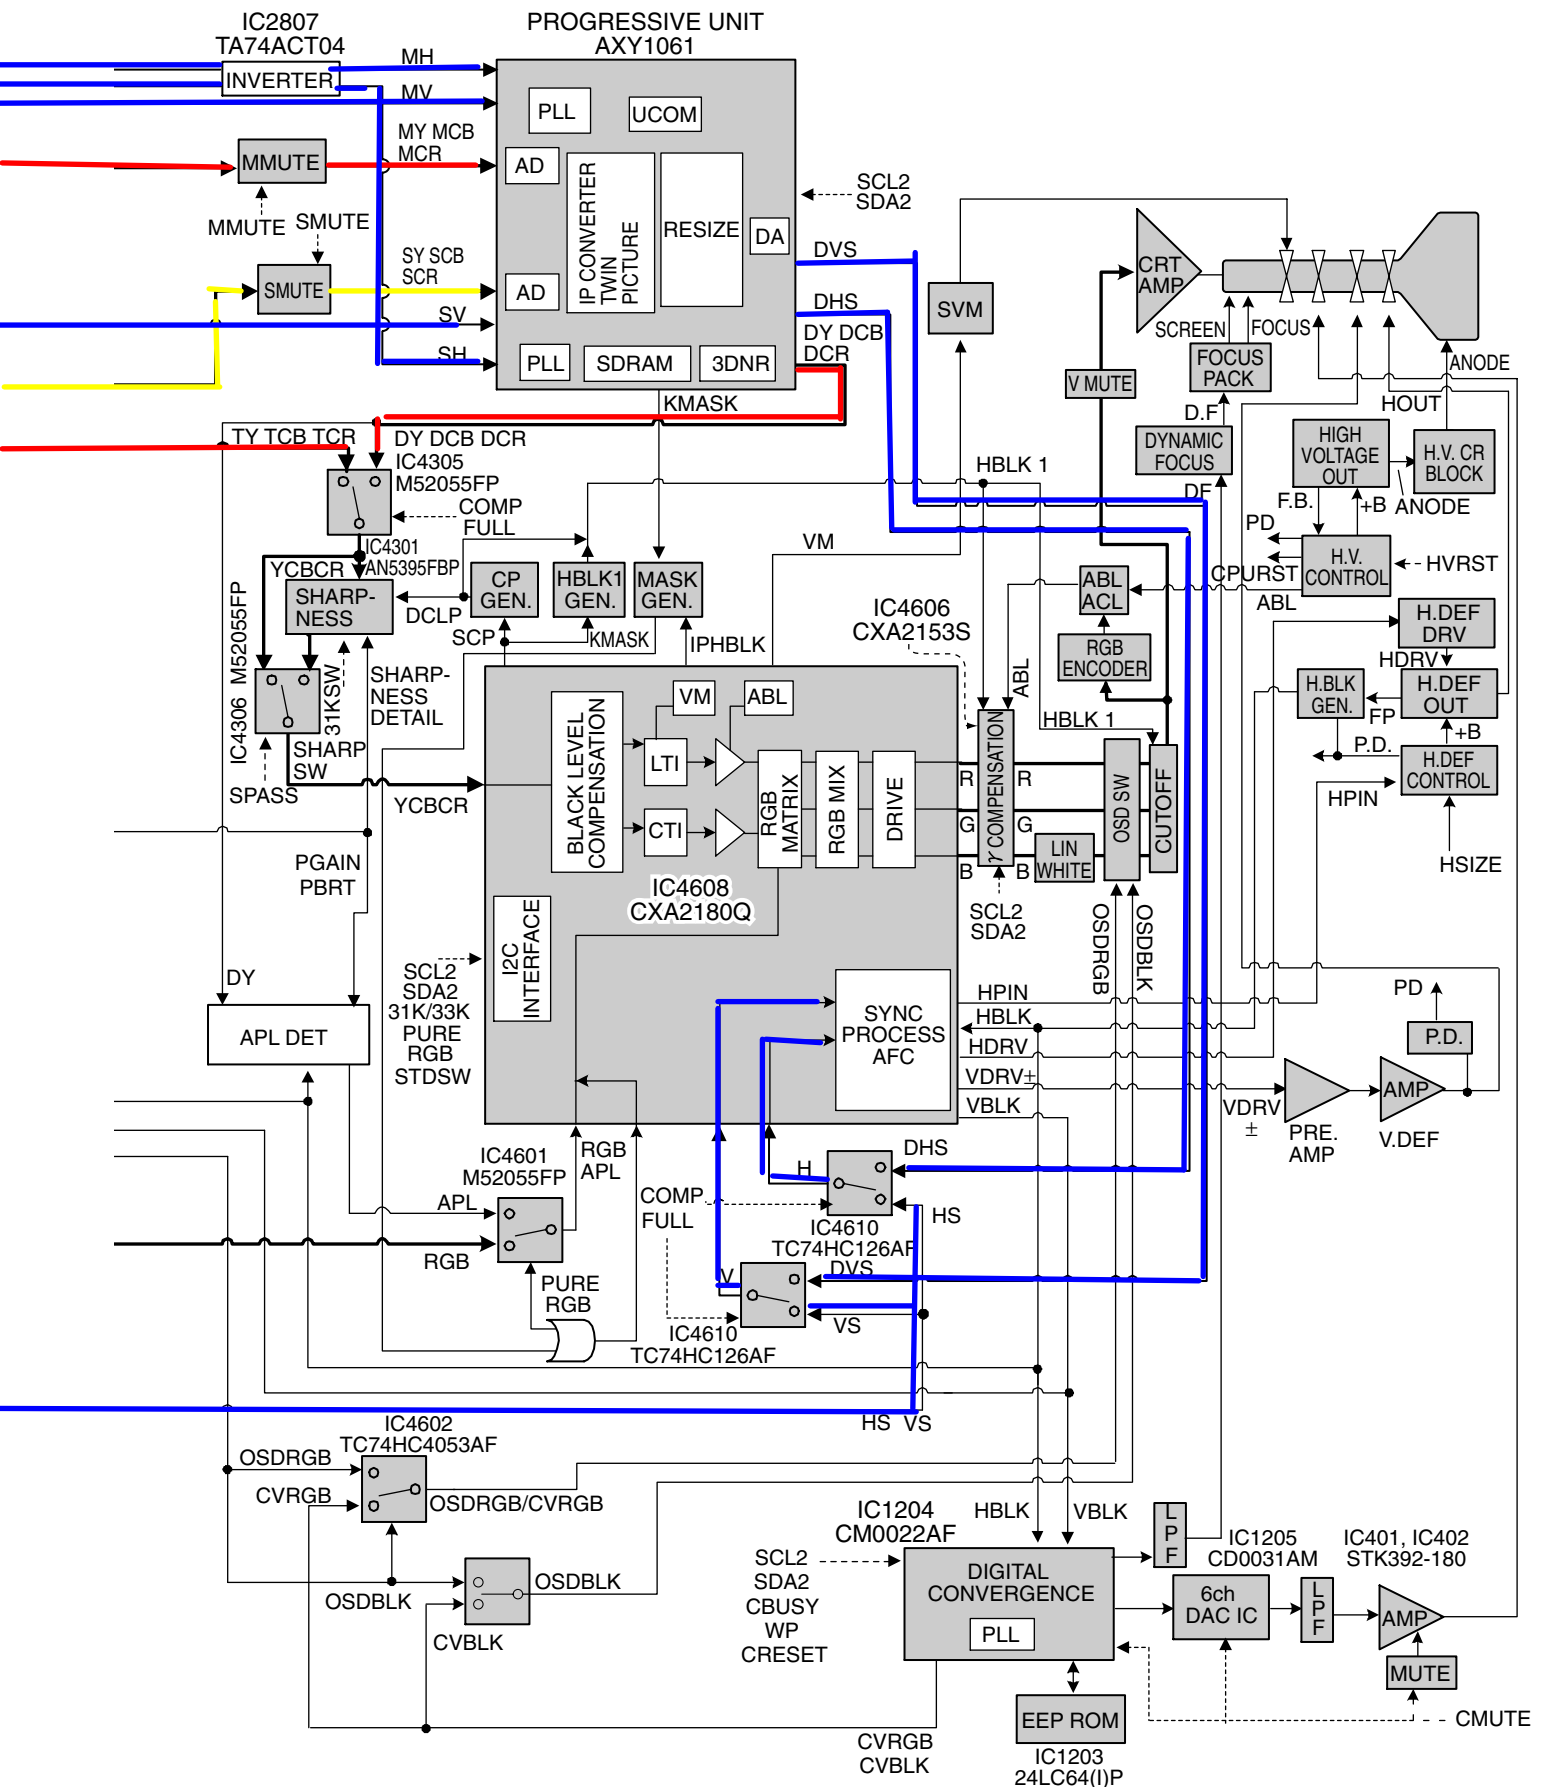 IC2807
TA74ACT04
INVERTER
PROGRESSIVE UNIT
AXY1061
MH
MV
PLL
UCOM
MY MCB
MCR
MMUTE
AD
IP CONVERTER
TWIN
PICTURE
RESIZE
DA
SCL2
SDA2
MMUTE
SMUTE
SMUTE
SY SCB
SCR
AD
SV
SH
PLL
SDRAM
3DNR
DVS
DHS
DY DCB
DCR
SVM
CRT
AMP
SCREEN
FOCUS
FOCUS
PACK
ANODE
V MUTE
D.F
HOUT
DYNAMIC
FOCUS
HIGH
VOLTAGE
OUT
H.V. CR
BLOCK
DF
F.B.
+B
ANODE
PD
H.V.
CONTROL
HVRST
CPURST
ABL
KMASK
TY TCB TCR
DY DCB DCR
IC4305
M52055FP
COMP
FULL
HBLK 1
VM
IC4301
AN5395FBP
YCBCR
SHARP-
NESS
DCLP
CP
GEN.
HBLK1
GEN.
MASK
GEN.
SCP
KMASK
IPHBLK
IC4306 M52055FP
31KSW
SHARP-
NESS
DETAIL
SHARP
SW
SPASS
YCBCR
IC4606
CXA2153S
ABL
ACL
RGB
ENCODER
ABL
HBLK 1
H.DEF
DRV
HDRV
H.BLK
GEN.
H.DEF
OUT
FP
+B
P.D.
H.DEF
CONTROL
HPIN
HSIZE
BLACK LEVEL
COMPENSATION
VM
ABL
LTI
CTI
RGB
MATRIX
RGB MIX
DRIVE
R
G
B
γ COMPENSATION
R
G
B
LIN
WHITE
OSD SW
CUTOFF
IC4608
CXA2180Q
SCL2
SDA2
OSDRGB
OSDBLK
PGAIN
PBRT
DY
APL DET
I2C
INTERFACE
SCL2
SDA2
31K/33K
PURE
RGB
STDSW
SYNC
PROCESS
AFC
HPIN
HBLK
HDRV
VDRV±
VBLK
PD
P.D.
VDRV
±
PRE.
AMP
AMP
V.DEF
IC4601
M52055FP
RGB
APL
APL
RGB
PURE
RGB
COMP
FULL
H
DHS
HS
IC4610
TC74HC126AF
V
DVS
VS
IC4610
TC74HC126AF
HS VS
IC4602
TC74HC4053AF
OSDRGB
CVRGB
OSDRGB/CVRGB
OSDBLK
OSDBLK
CVBLK
IC1204
CM0022AF
HBLK
VBLK
SCL2
SDA2
CBUSY
WP
CRESET
DIGITAL
CONVERGENCE
PLL
LPF
IC1205
CD0031AM
6ch
DAC IC
LPF
IC401, IC402
STK392-180
AMP
MUTE
CMUTE
EEP ROM
IC1203
24LC64(I)P
CVRGB
CVBLK